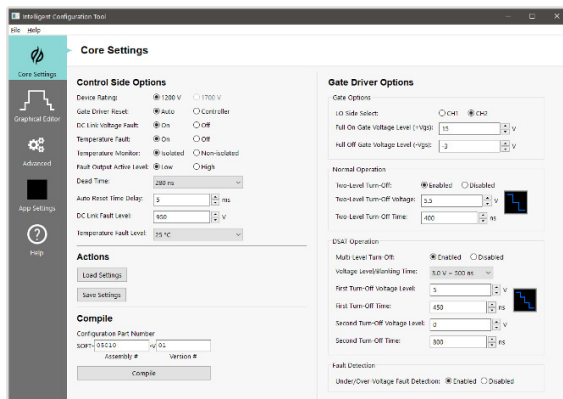 Intelligent Configuration Tool
File Help
Core Settings
Graphical Editor
Advanced
App Settings
Help
Core Settings
Control Side Options
Device Rating: 1200 V 1700 V
Gate Driver Reset: Auto Controller
DC Link Voltage Fault: On Off
Temperature Fault: On Off
Temperature Monitor: Isolated Non-isolated
Fault Output Active Level: Low High
Dead Time: 280 ns
Auto Reset Time Delay: 5 ms
DC Link Fault Level: 900 V
Temperature Fault Level: 25 °C
Actions
Load Settings
Save Settings
Compile
Configuration Part Number
SOFT- 05010 -V 01
Assembly # Version #
Compile
Gate Driver Options
Gate Options
LO Side Select: CH1 CH2
Full On Gate Voltage Level (+Vgs): 15 V
Full Off Gate Voltage Level (-Vgs): -3 V
Normal Operation
Two-Level Turn-Off: Enabled Disabled
Two-Level Turn-Off Voltage: 5.5 V
Two-Level Turn-Off Time: 400 ns
DSAT Operation
Multi Level Turn-Off: Enabled Disabled
Voltage Level/Blanking Time: ns
First Turn-Off Voltage Level: V
First Turn-Off Time: 450 ns
Second Turn-Off Voltage Level: 0 V
Second Turn-Off Time: 800 ns
Fault Detection
Under/Over Voltage Fault Detection: Enabled Disabled